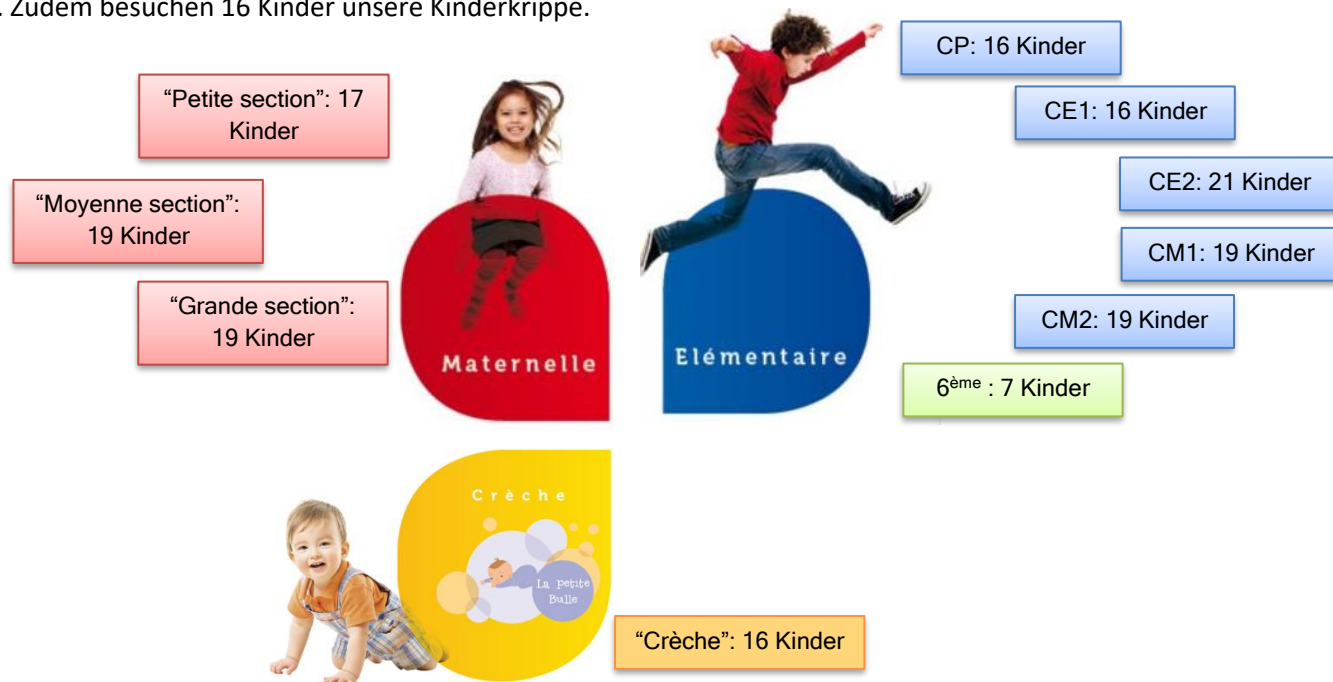 . Zudem besuchen 16 Kinder unsere Kinderkrippe.
“Petite section”: 17
Kinder
“Moyenne section”:
19 Kinder
“Grande section”:
19 Kinder
Maternelle
CP: 16 Kinder
CE1: 16 Kinder
CE2: 21 Kinder
CM1: 19 Kinder
CM2: 19 Kinder
6ème : 7 Kinder
Elémentaire
Crèche
La petite
Bulle
“Crèche”: 16 Kinder